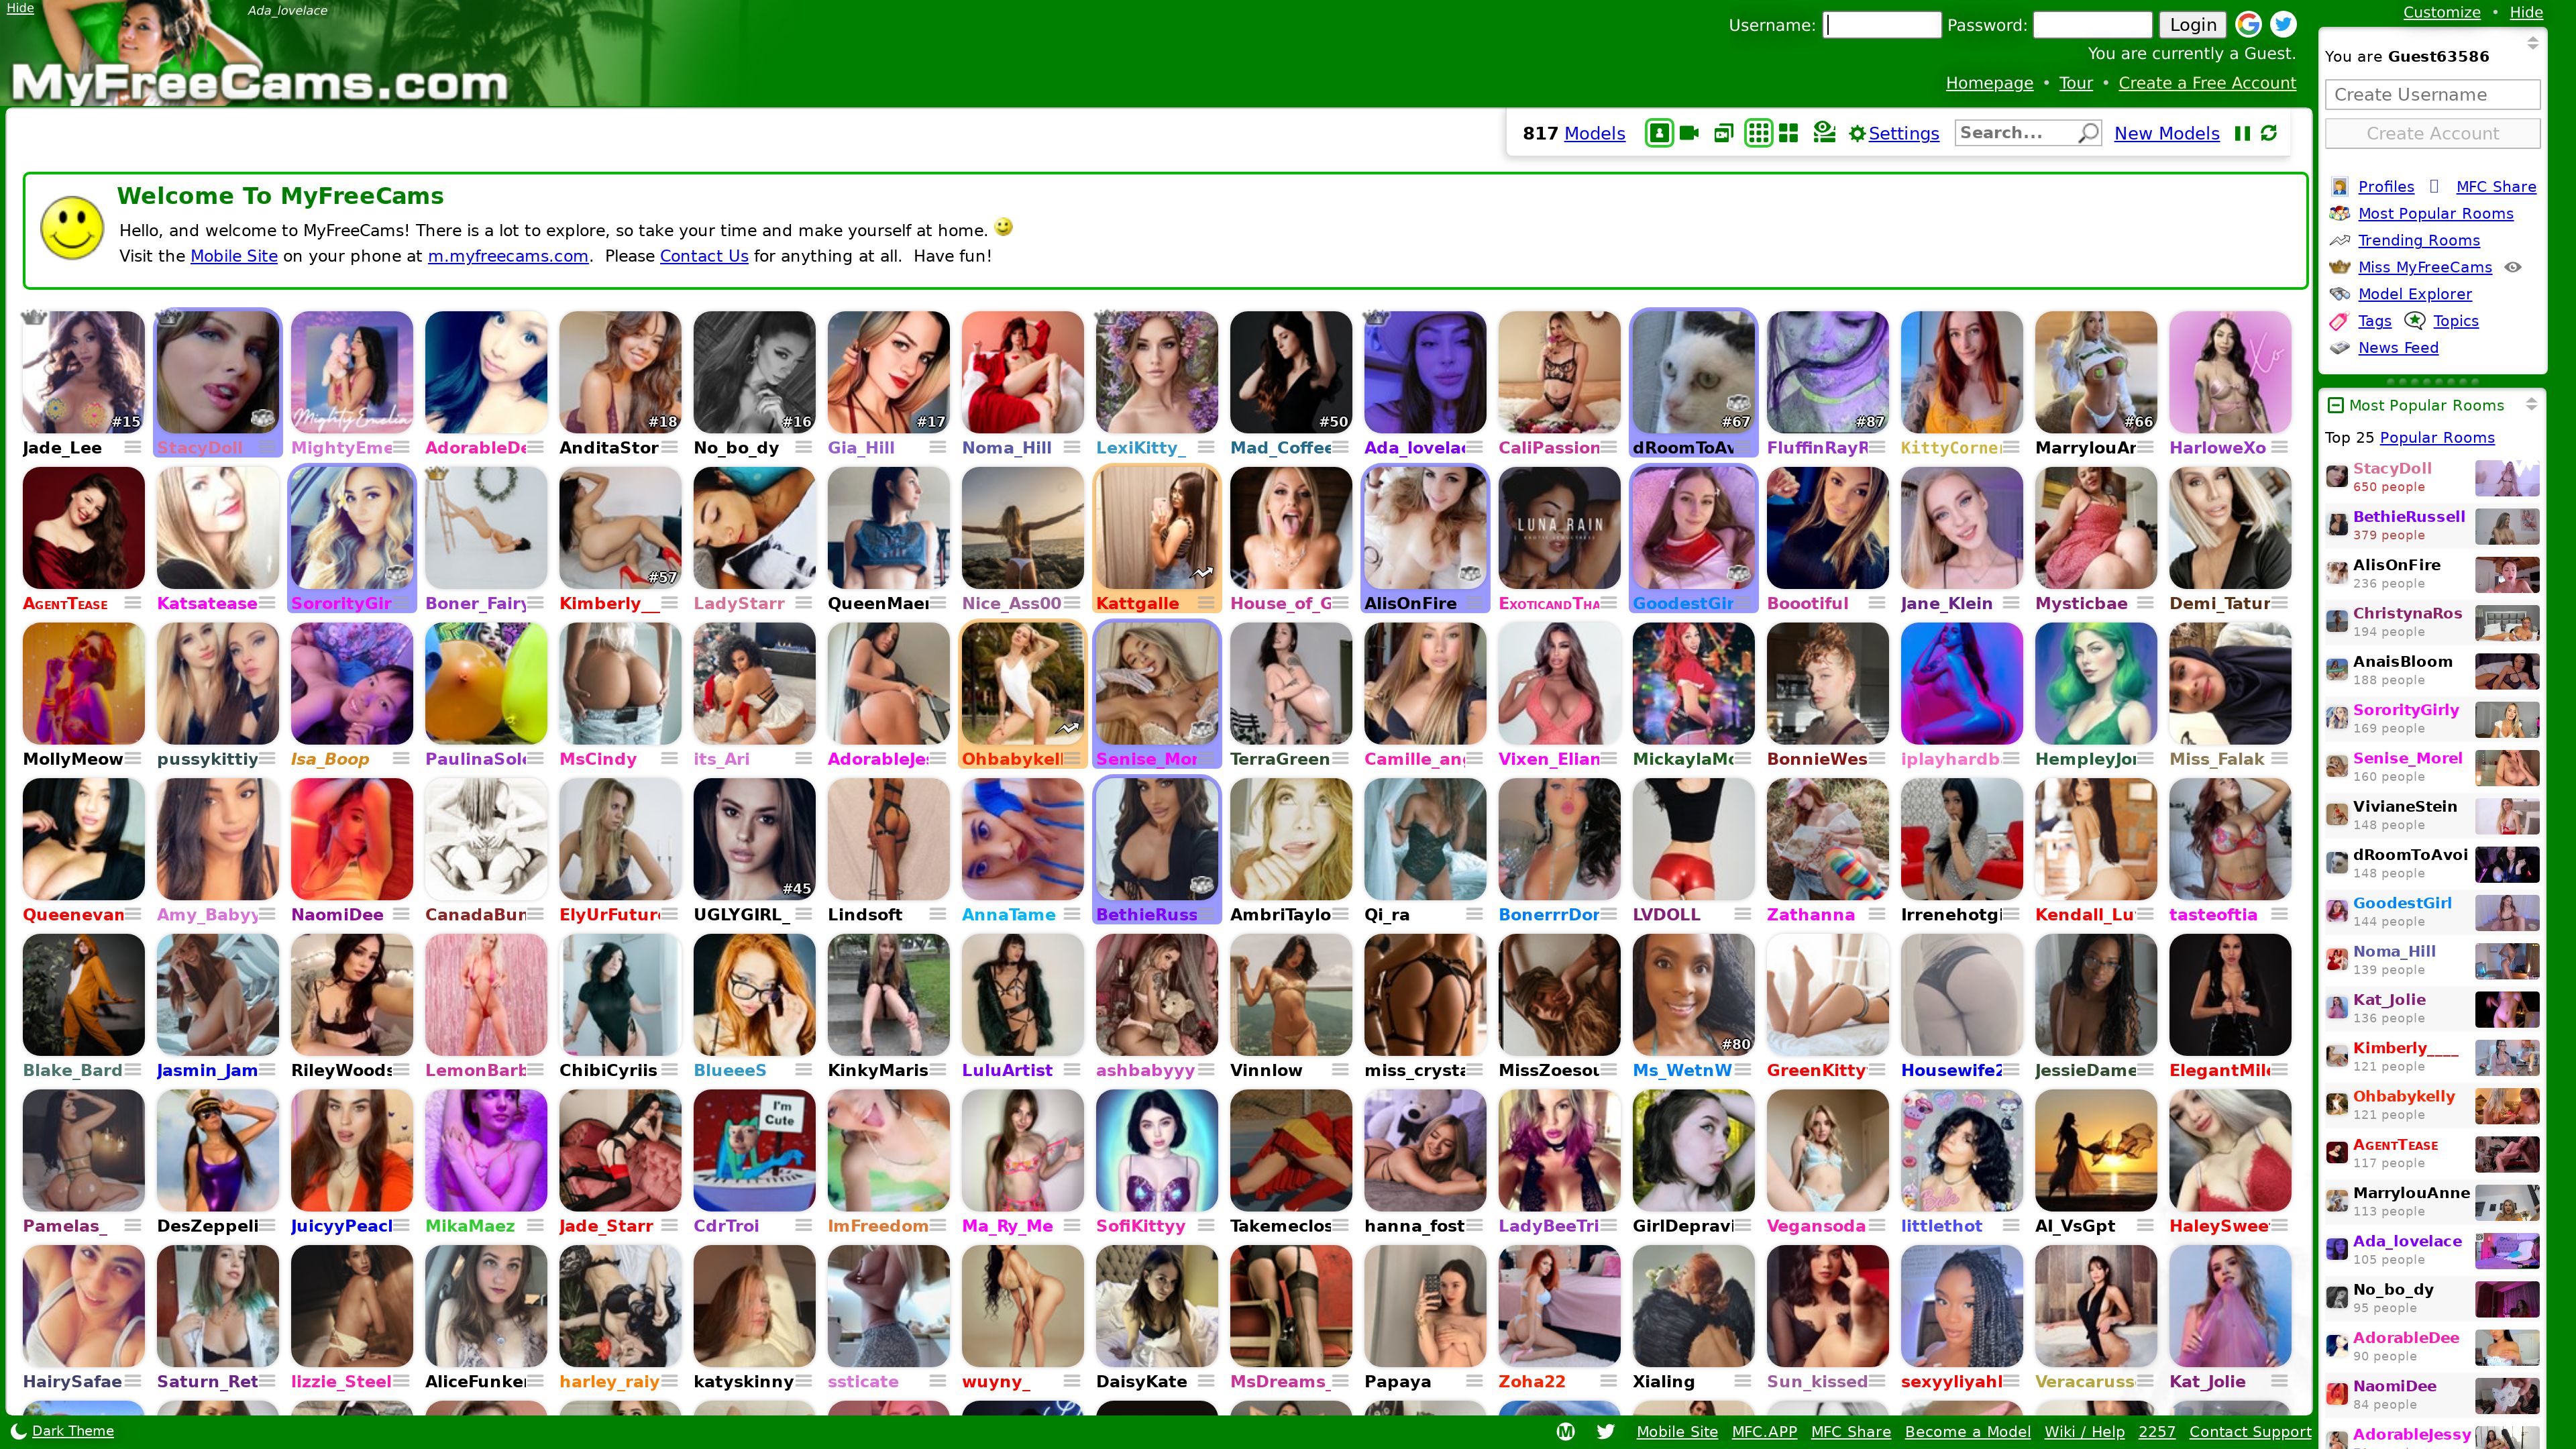 Hide
Ada_lovelace
MyFreeCams.com
Username:
Password:
Login
You are currently a Guest.
Homepage • Tour • Create a Free Account
Customize • Hide
817 Models
Settings
Search...
New Models
Welcome To MyFreeCams
Hello, and welcome to MyFreeCams! There is a lot to explore, so take your time and make yourself at home.
Visit the Mobile Site on your phone at m.myfreecams.com. Please Contact Us for anything at all. Have fun!
#15
Mighty Emelia
#18
#16
#17
#50
#67
#87
#66
Xo
Jade_Lee
StacyDoll
MightyEme
AdorableDe
AnditaStor
No_bo_dy
Gia_Hill
Noma_Hill
LexiKitty_
Mad_Coffee
Ada_lovelac
CaliPassion
dRoomToAv
FluffinRayR
KittyCorner
MarrylouAn
HarloweXo
#57
LUNA RAIN
AgentTease
Katsatease
SororityGir
Boner_Fairy
Kimberly__
LadyStarr
QueenMaer
Nice_Ass00
Kattgalle
House_of_G
AlisOnFire
ExoticandTha
GoodestGir
Boootiful
Jane_Klein
Mysticbae
Demi_Tatur
MollyMeow
pussykittiy
Isa_Boop
PaulinaSole
MsCindy
its_Ari
AdorableJes
Ohbabykell
Senise_Mor
TerraGreen
Camille_ang
Vixen_Elian
MickaylaMo
BonnieWes
iplayhardb
HempleyJor
Miss_Falak
#45
Queenevan
Amy_Babyy
NaomiDee
CanadaBun
ElyUrFuture
UGLYGIRL_
Lindsoft
AnnaTame
BethieRuss
AmbriTaylo
Qi_ra
BonerrrDor
LVDOLL
Zathanna
Irrenehotgi
Kendall_Lu
tasteoftia
#80
Blake_Bard
Jasmin_Jam
RileyWoods
LemonBarb
ChibiCyriis
BlueeeS
KinkyMaris
LuluArtist
ashbabyyy
Vinnlow
miss_crysta
MissZoesou
Ms_WetnW
GreenKitty
Housewife2
JessieDame
ElegantMile
I'm
Cute
Pamelas_
DesZeppeli
JuicyyPeacl
MikaMaez
Jade_Starr
CdrTroi
ImFreedom
Ma_Ry_Me
SofiKittyy
Takemeclos
hanna_fost
LadyBeeTri
GirlDepravi
Vegansoda
littlethot
AI_VsGpt
HaleySwee
HairySafae
Saturn_Ret
lizzie_Steel
AliceFunker
harley_raiy
katyskinny
ssticate
wuyny_
DaisyKate
MsDreams_
Papaya
Zoha22
Xialing
Sun_kissed
sexyyliyahl
Veracaruss
Kat_Jolie
You are Guest63586
Create Username
Create Account
Profiles
MFC Share
Most Popular Rooms
Trending Rooms
Miss MyFreeCams
Model Explorer
Tags
Topics
News Feed
Most Popular Rooms
Top 25 Popular Rooms
StacyDoll
650 people
BethieRussell
379 people
AlisOnFire
236 people
ChristynaRos
194 people
AnaisBloom
188 people
SororityGirly
169 people
Senise_Morel
160 people
VivianeStein
148 people
dRoomToAvoi
148 people
GoodestGirl
144 people
Noma_Hill
139 people
Kat_Jolie
136 people
Kimberly____
121 people
Ohbabykelly
121 people
AgentTease
117 people
MarrylouAnne
113 people
Ada_lovelace
105 people
No_bo_dy
95 people
AdorableDee
90 people
NaomiDee
84 people
AdorableJessy
Dark Theme
Mobile Site
MFC.APP
MFC Share
Become a Model
Wiki / Help
2257
Contact Support